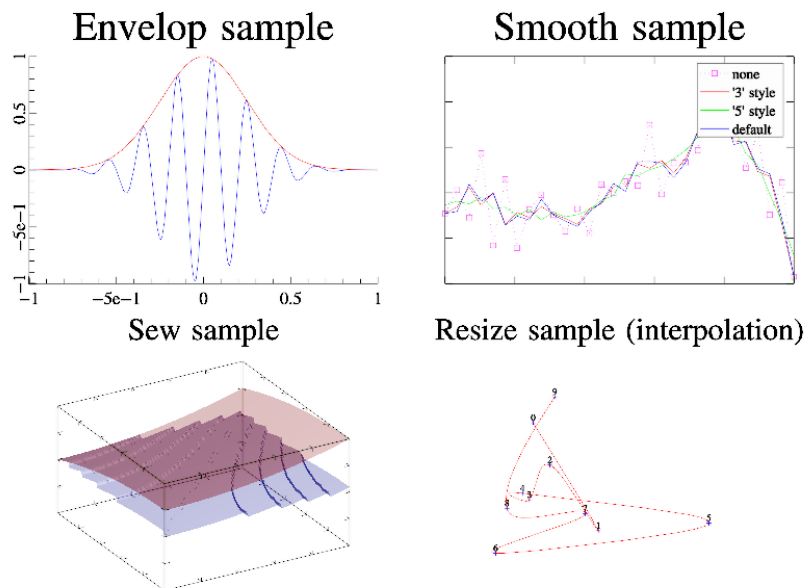 Envelop sample
Smooth sample
1
0.5
0
−5e−1
−1
−1
−5e−1
0
0.5
1
none
'3' style
'5' style
default
Sew sample
Resize sample (interpolation)
9
0
2
4
3
8
7
1
5
6